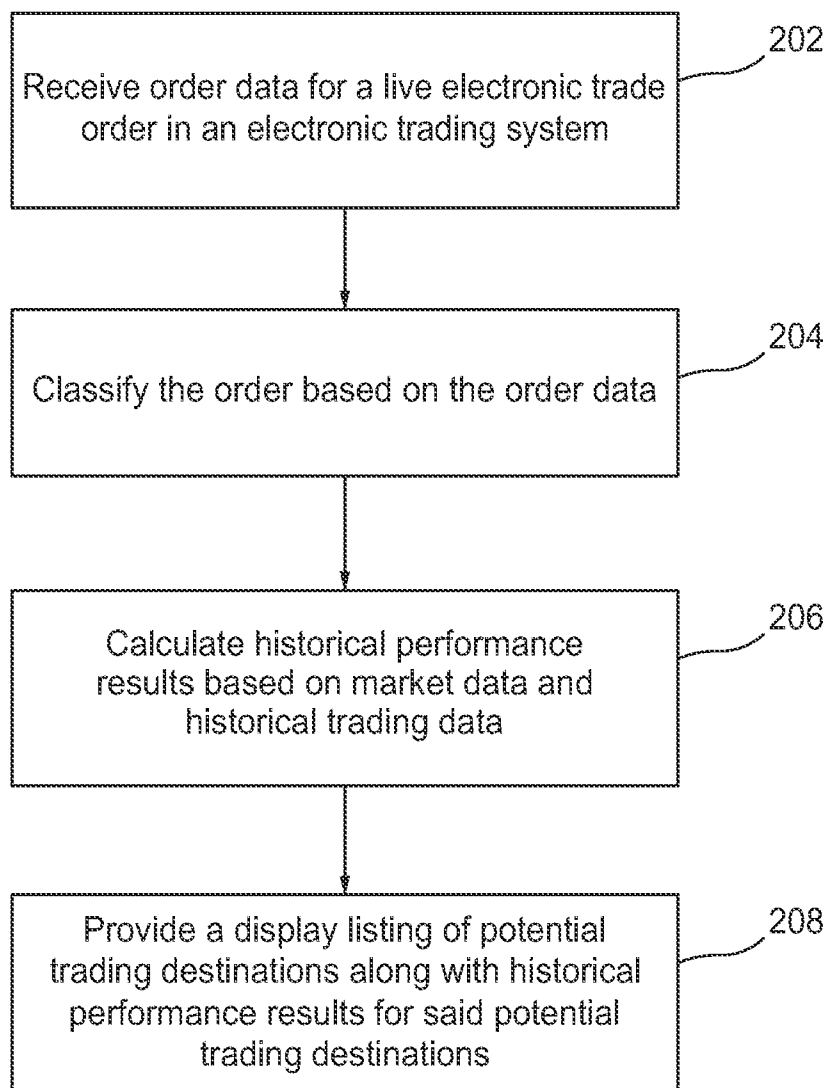 202
Receive order data for a live electronic trade
order in an electronic trading system
204
Classify the order based on the order data
206
Calculate historical performance
results based on market data and
historical trading data
208
Provide a display listing of potential
trading destinations along with historical
performance results for said potential
trading destinations